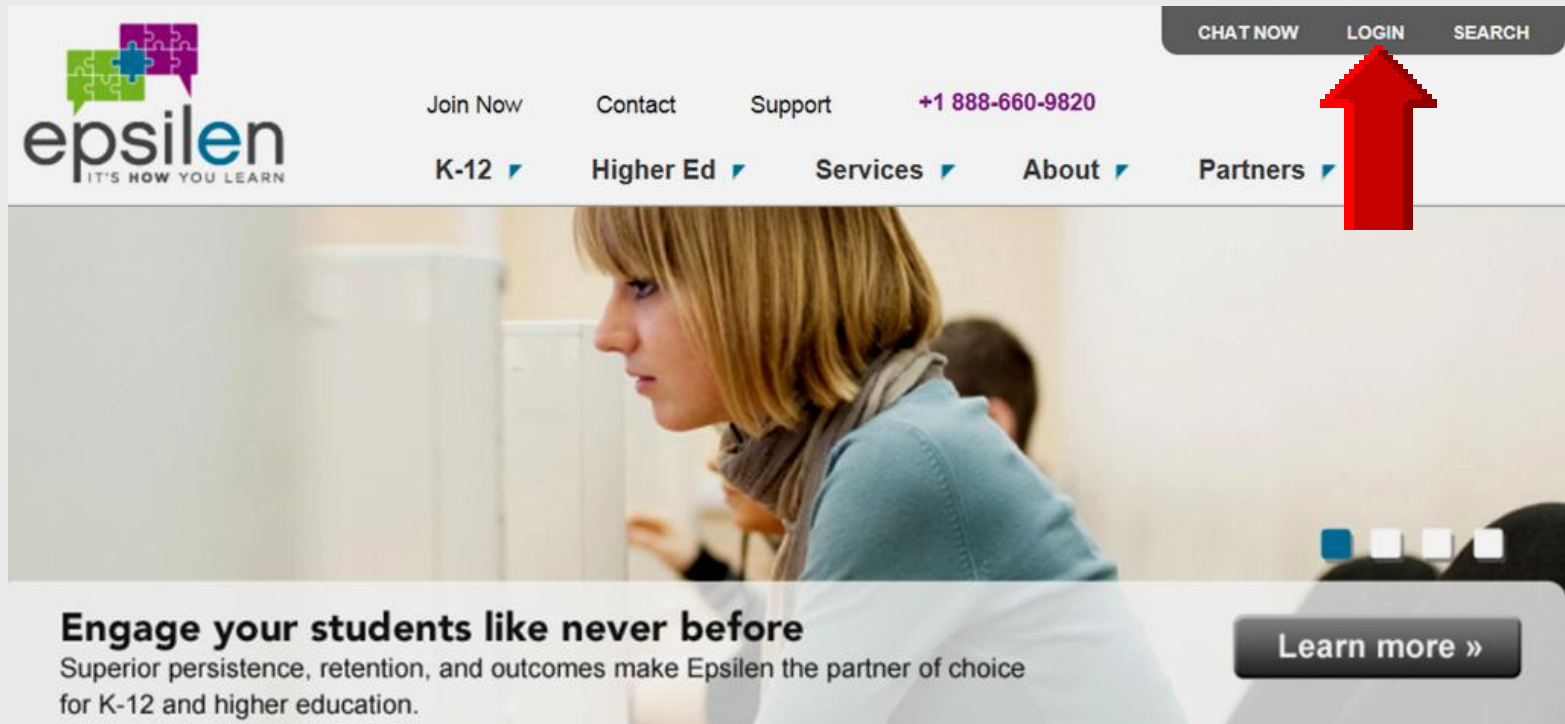 CHAT NOW LOGIN SEARCH
epsilen
IT'S HOW YOU LEARN
Join Now Contact Support +1 888-660-9820
K-12 Higher Ed Services About Partners
Engage your students like never before
Superior persistence, retention, and outcomes make Epsilen the partner of choice
for K-12 and higher education.
Learn more »